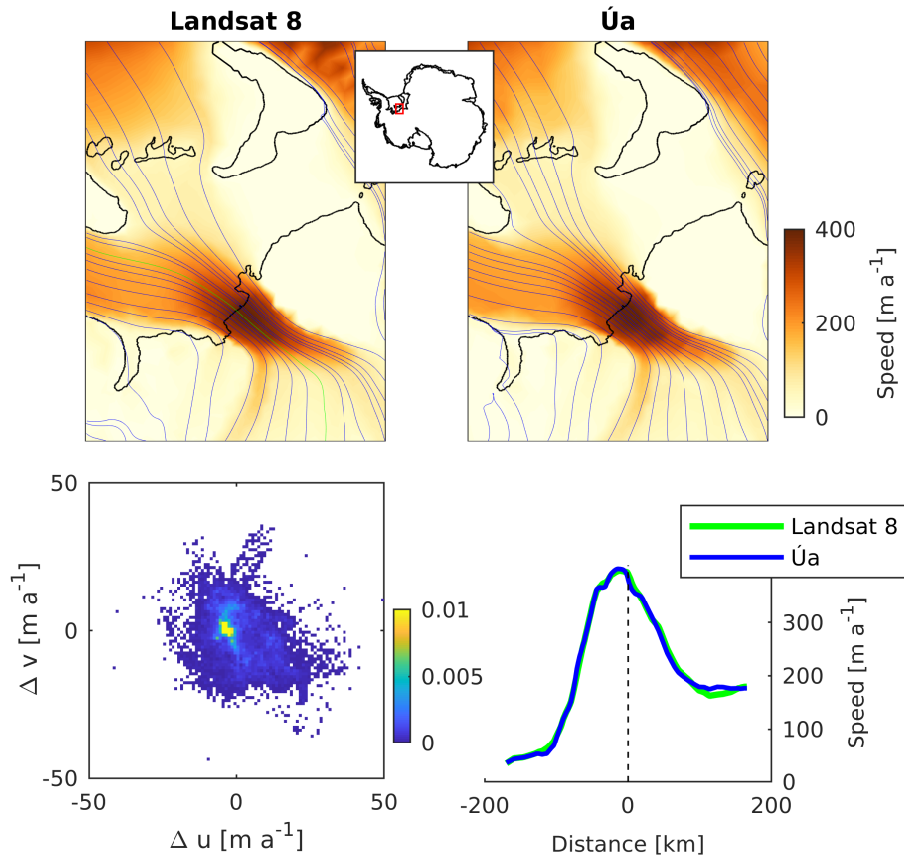 Landsat 8
Úa
400
200
0
Speed [m a⁻¹]
50
0
-50
Δ v [m a⁻¹]
-50
0
50
Δ u [m a⁻¹]
0.01
0.005
0
Landsat 8
Úa
300
200
100
0
Speed [m a⁻¹]
-200
0
200
Distance [km]